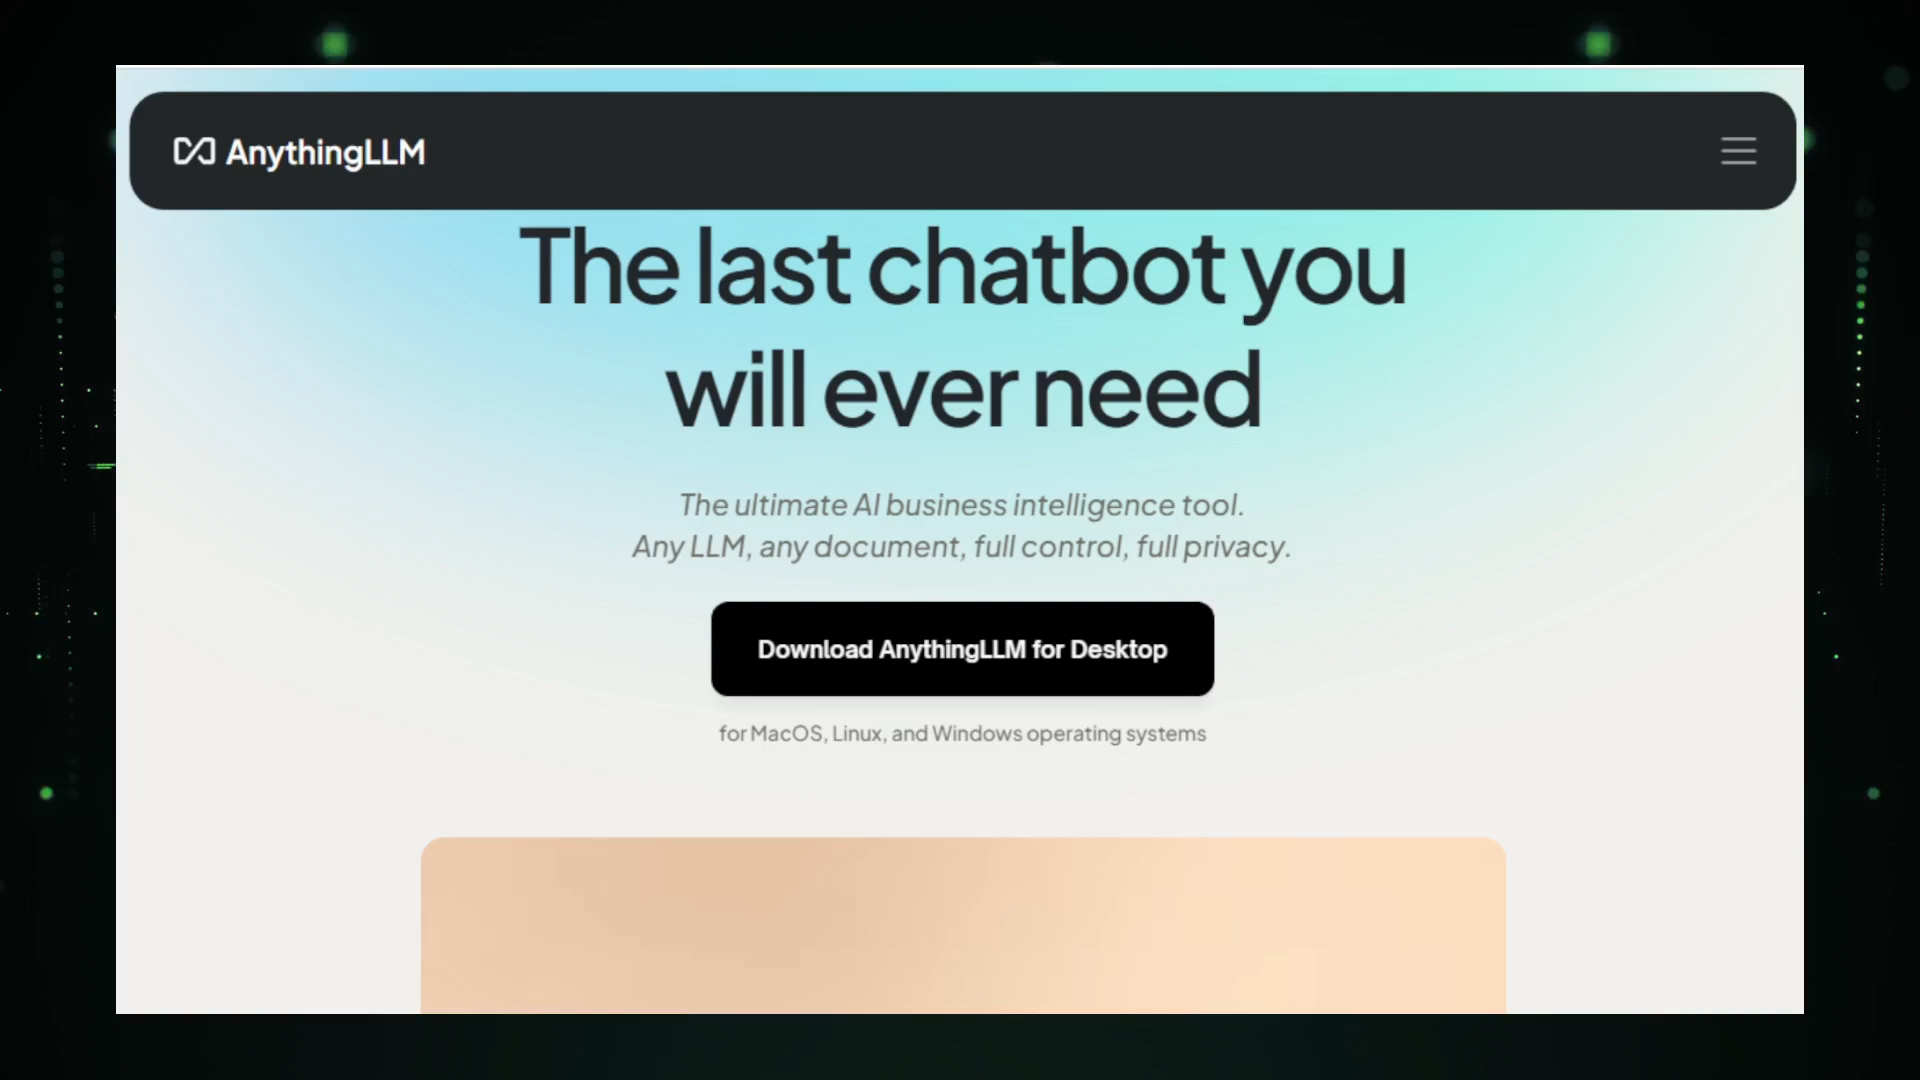 AnythingLLM
The last chatbot you
will ever need
The ultimate AI business intelligence tool.
Any LLM, any document, full control, full privacy.
Download AnythingLLM for Desktop
for MacOS, Linux, and Windows operating systems